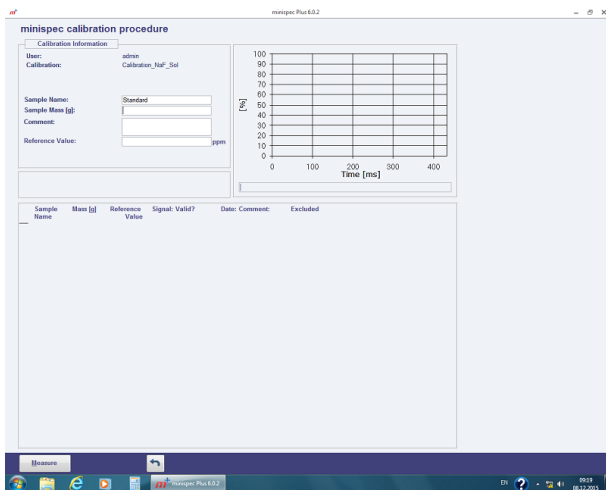 minispec Plus 6.0.2
minispec calibration procedure
Calibration Information
User: admin
Calibration: Calibration_NaF_Sol
Sample Name: Standard
Sample Mass [g]:
Comment:
Reference Value: ppm
100
90
80
70
60
50
40
30
20
10
0
[%]
0 100 200 300 400
Time [ms]
Sample Name Mass [g] Reference Value Signal: Valid? Date: Comment: Excluded
Measure
minispec Plus 6.0.2
EN 09:19
08.12.2015